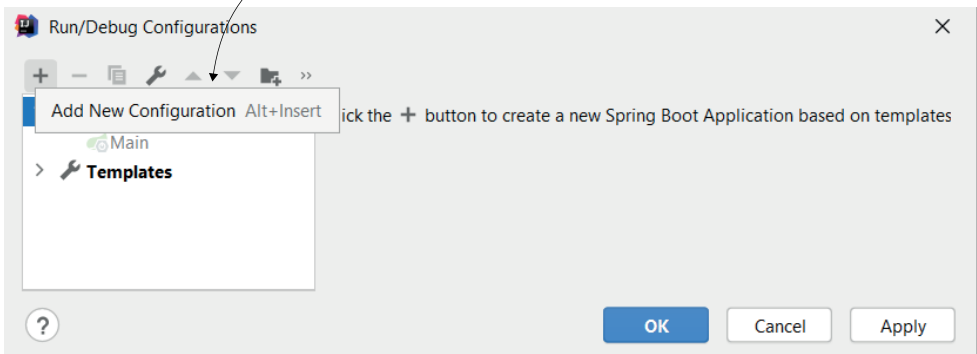 Run/Debug Configurations
Add New Configuration Alt+Insert
ick the + button to create a new Spring Boot Application based on templates
Main
Templates
?
OK
Cancel
Apply